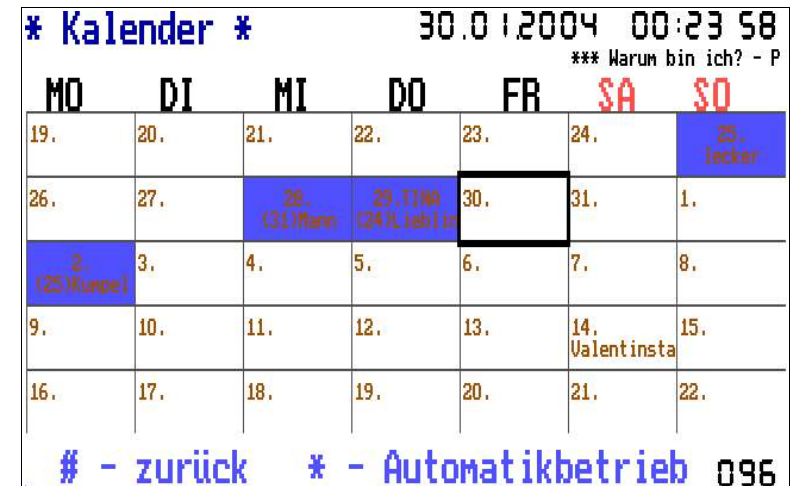 * Kalender * 30.01.2004 00:23 58
*** Warum bin ich? - P
MO DI MI DO FR SA SO
19. 20. 21. 22. 23. 24. 25.
lecker
26. 27. 28. 29.TINA 30. 31. 1.
(31)Mann (24)Lieblin
2. 3. 4. 5. 6. 7. 8.
(25)Kumpel
9. 10. 11. 12. 13. 14. 15.
Valentinsta
16. 17. 18. 19. 20. 21. 22.
# - zurück * - Automatikbetrieb 096